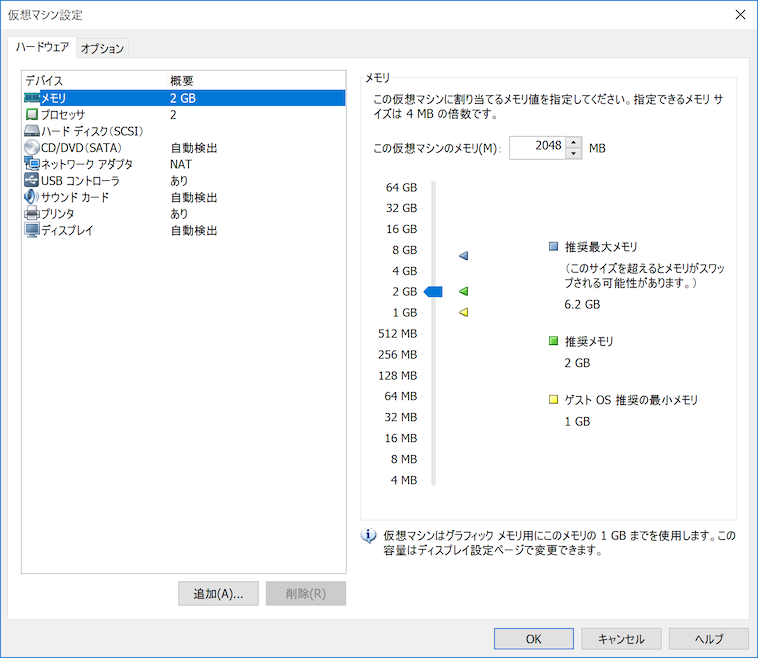 仮想マシン設定
ハードウェア オプション
デバイス 概要
メモリ 2 GB
プロセッサ 2
ハード ディスク(SCSI)
CD/DVD(SATA) 自動検出
ネットワーク アダプタ NAT
USB コントローラ あり
サウンド カード 自動検出
プリンタ あり
ディスプレイ 自動検出
追加(A)... 削除(R)
メモリ
この仮想マシンに割り当てるメモリ値を指定してください。指定できるメモリ サ
イズは 4 MB の倍数です。
この仮想マシンのメモリ(M): 2048 MB
64 GB
32 GB
16 GB
8 GB
4 GB
2 GB
1 GB
512 MB
256 MB
128 MB
64 MB
32 MB
16 MB
8 MB
4 MB
推奨最大メモリ
(このサイズを超えるとメモリがスワッ
プされる可能性があります。)
6.2 GB
推奨メモリ
2 GB
ゲスト OS 推奨の最小メモリ
1 GB
仮想マシンはグラフィック メモリ用にこのメモリの 1 GB までを使用します。この
容量はディスプレイ設定ページで変更できます。
OK キャンセル ヘルプ